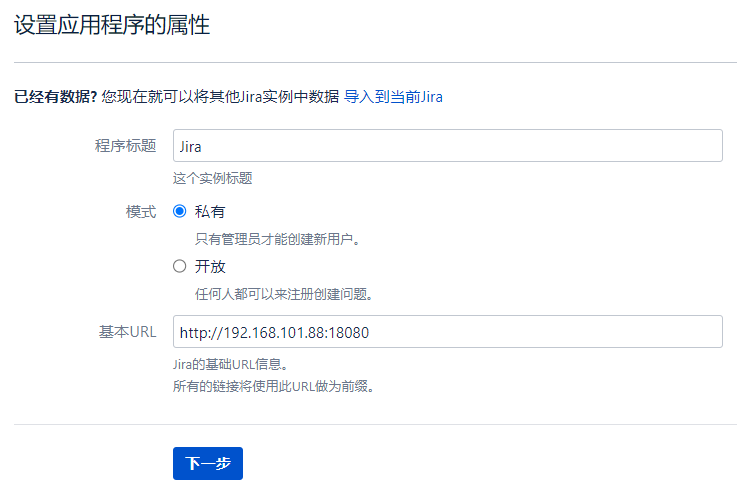 设置应用程序的属性
已经有数据? 您现在就可以将其他Jira实例中数据 导入到当前Jira
程序标题 Jira
这个实例标题
模式 私有
只有管理员才能创建新用户。
开放
任何人都可以来注册创建问题。
基本URL http://192.168.101.88:18080
Jira的基础URL信息。
所有的链接将使用此URL做为前缀。
下一步